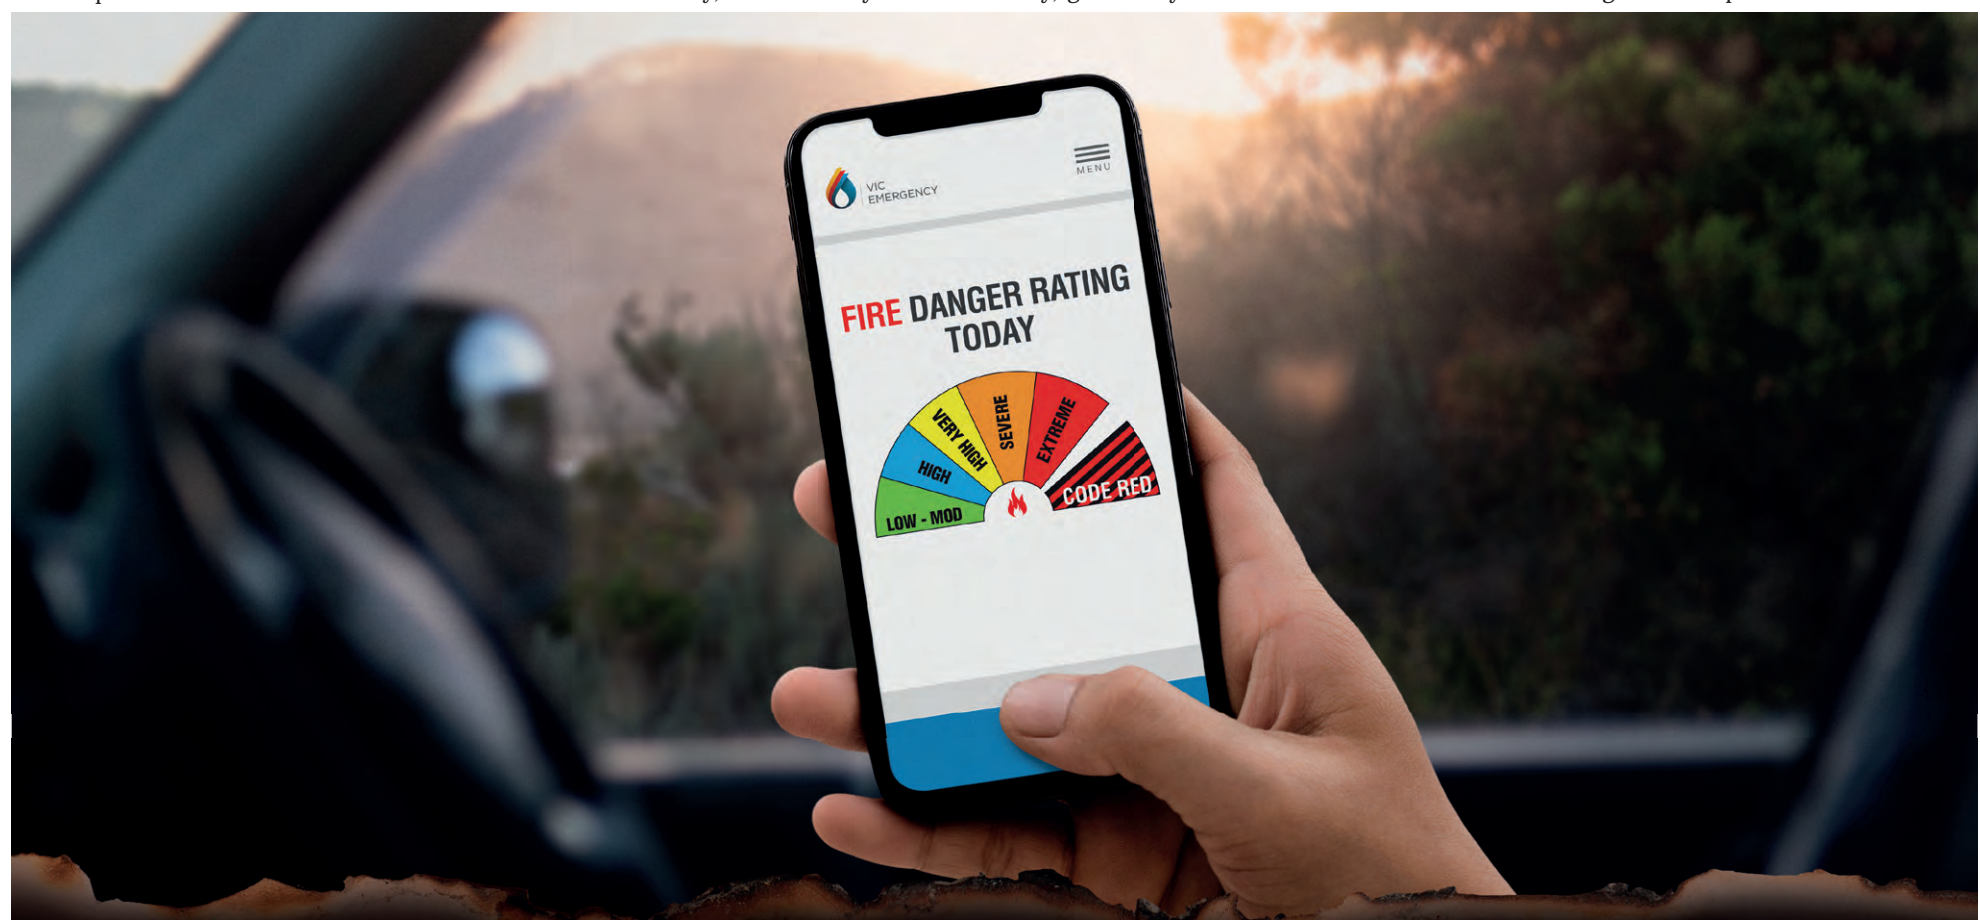 VIC
EMERGENCY
MENU
FIRE DANGER RATING
TODAY
LOW - MOD
HIGH
VERY HIGH
SEVERE
EXTREME
CODE RED